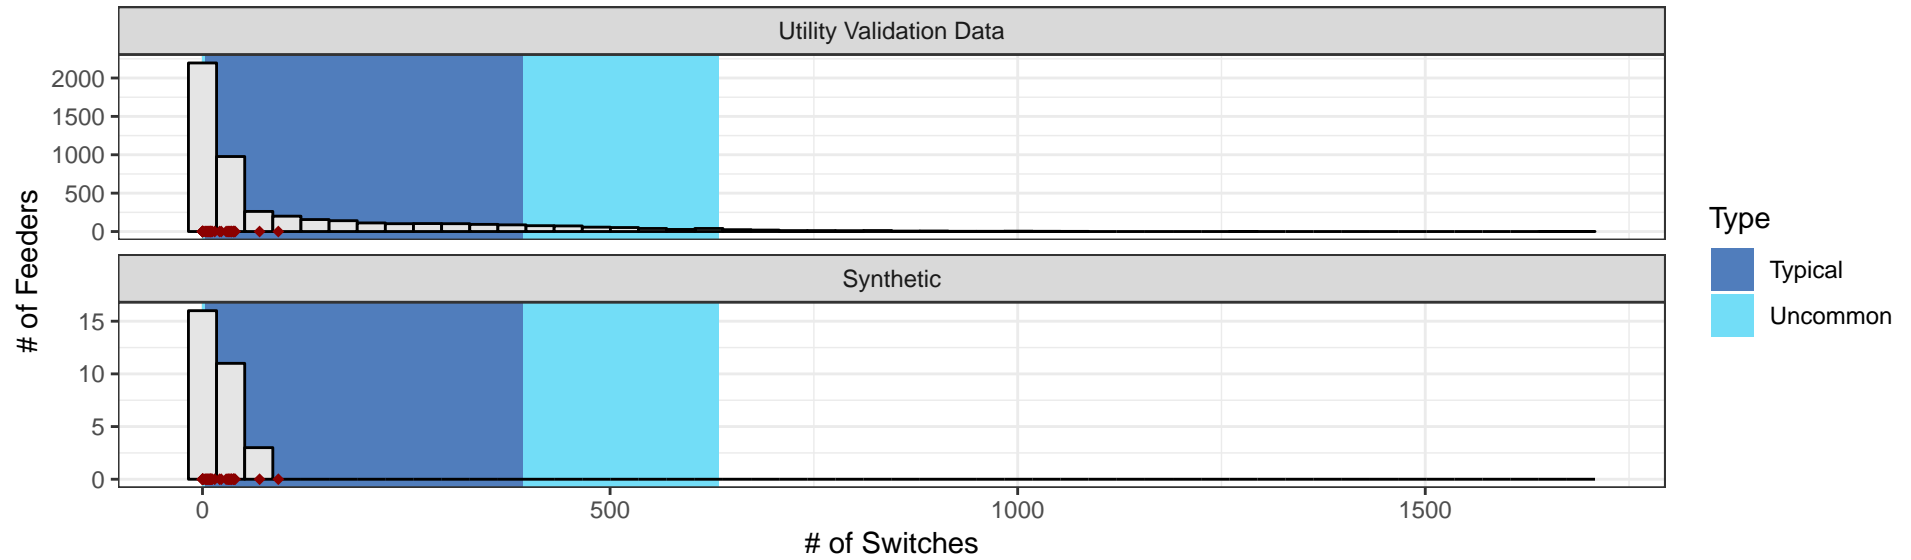 Utility Validation Data
2000
1500
1000
500
0
Synthetic
15
10
5
0
0 500 1000 1500
# of Switches
# of Feeders
Type
Typical
Uncommon